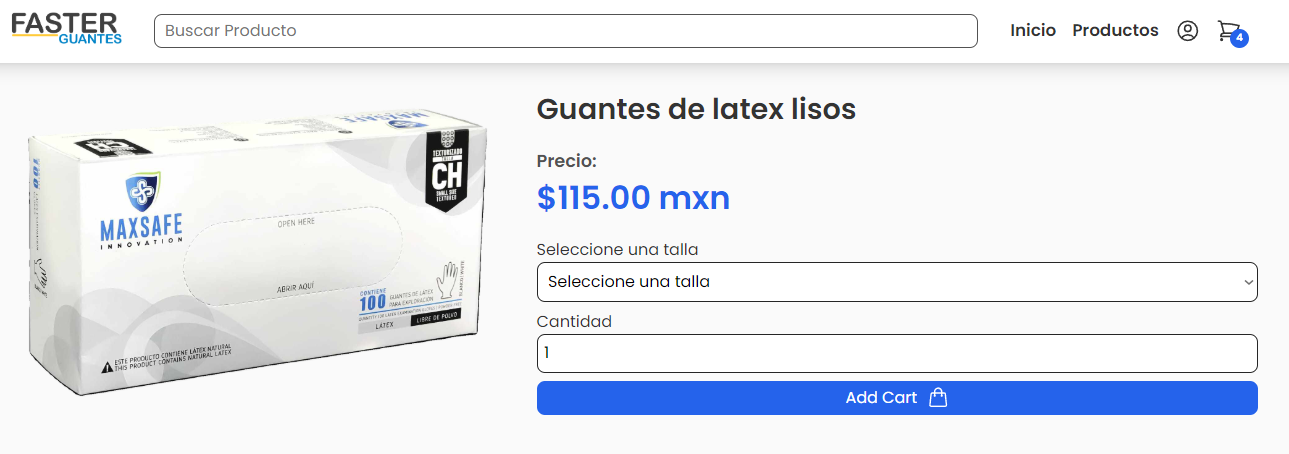 FASTER
GUANTES
Buscar Producto
Inicio
Productos
4
Guantes de latex lisos
Precio:
$115.00 mxn
Seleccione una talla
Seleccione una talla
Cantidad
1
Add Cart
TEXTURIZADO
CH
SMALL SIZE
TEXTURED
100
MAXSAFE
INNOVATION
OPEN HERE
ABRIR AQUÍ
CONTIENE
100
GUANTES DE LATEX
PARA EXPLORACIÓN
LÁTEX
LIBRE DE POLVO
ESTE PRODUCTO CONTIENE LATEX NATURAL
THIS PRODUCT CONTAINS NATURAL LATEX